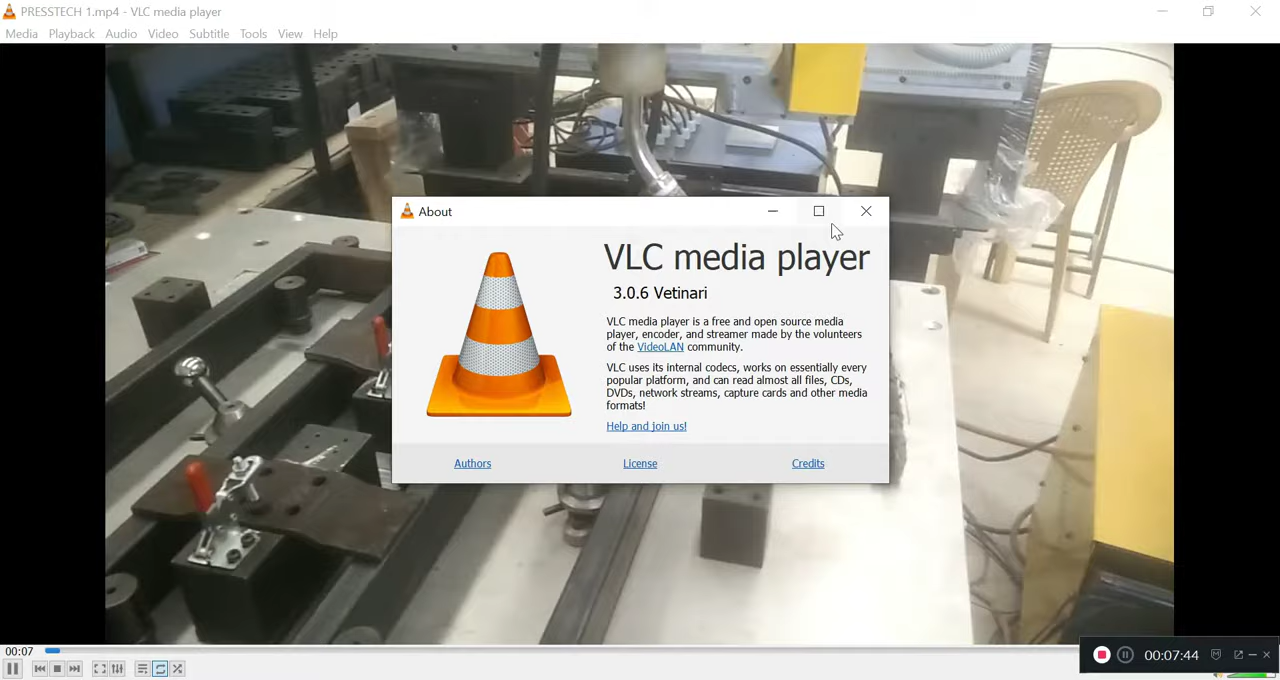 PRESSTECH 1.mp4 - VLC media player
Media Playback Audio Video Subtitle Tools View Help
About
VLC media player
3.0.6 Vetinari
VLC media player is a free and open source media
player, encoder, and streamer made by the volunteers
of the VideoLAN community.
VLC uses its internal codecs, works on essentially every
popular platform, and can read almost all files, CDs,
DVDs, network streams, capture cards and other media
formats!
Help and join us!
Authors License Credits
00:07
00:07:44